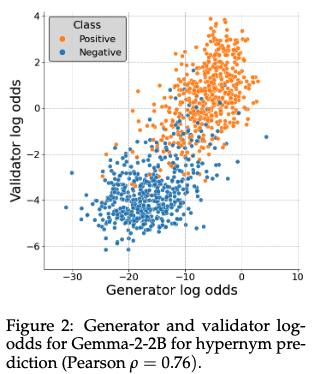 Class
Positive
Negative
Validator log odds
4
2
0
−2
−4
−6
−30
−20
−10
0
10
Generator log odds
Figure 2: Generator and validator log-
odds for Gemma-2-2B for hypernym pre-
diction (Pearson ρ = 0.76).